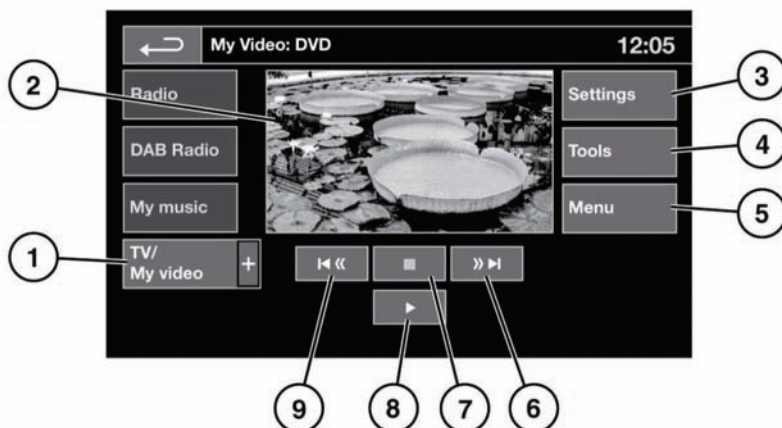 My Video: DVD 12:05
Radio
Settings
DAB Radio
Tools
My music
Menu
TV/
My video +
1
2
3
4
5
6
7
8
9